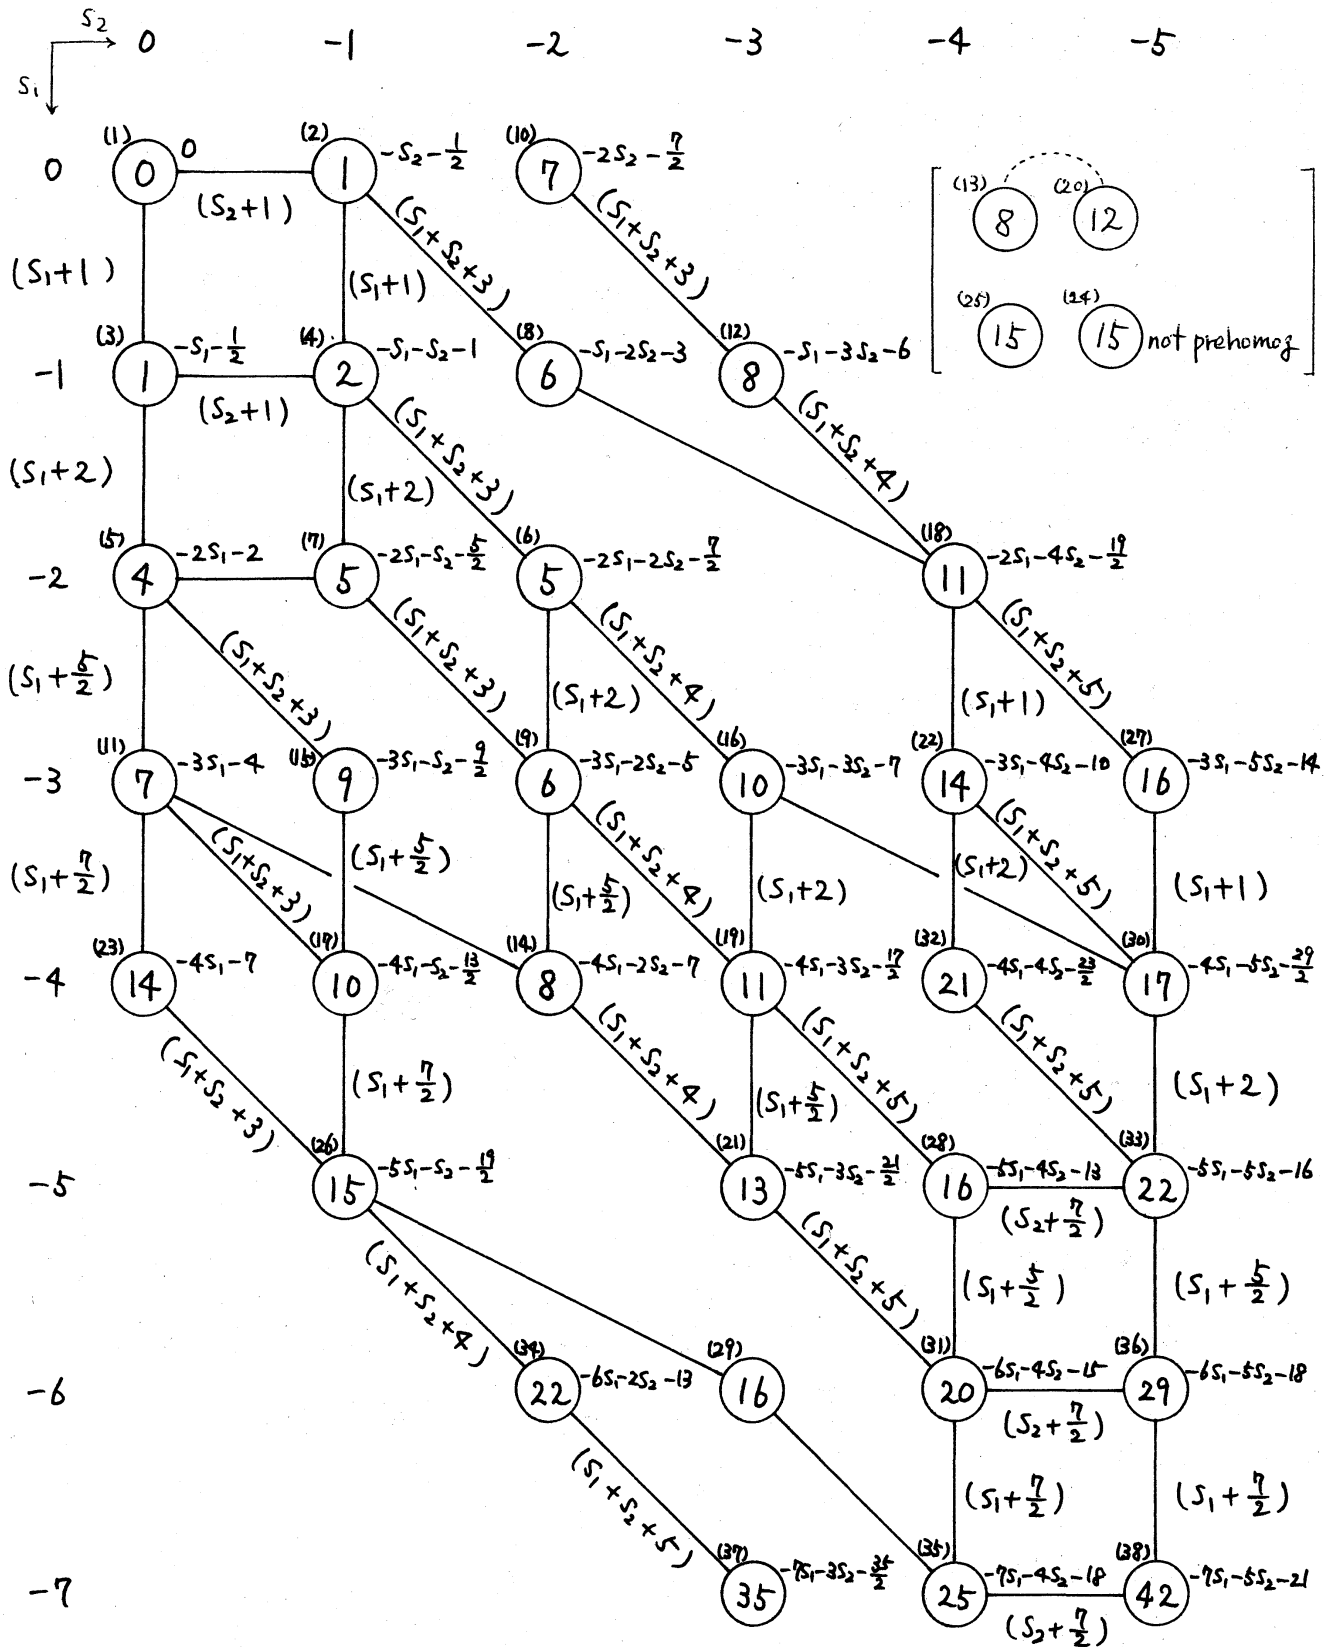 S₂
0 -1 -2 -3 -4 -5
S₁
(1) (2) (10)
0 0 0 1 -S₂-1/2 7 -2S₂-7/2
(S₂+1)
(13) 8 (20) 12
(S₁+1) (S₁+1) (S₁+S₂+3) (S₁+S₂+3)
(25) 15 (24) 15 not prehomog
(3) (4) (8) (12)
-1 1 -S₁-1/2 2 -S₁-S₂-1 6 -S₁-2S₂-3 8 -S₁-3S₂-6
(S₂+1)
(S₁+2) (S₁+2) (S₁+S₂+3) (S₁+S₂+4)
(5) (7) (6) (18)
-2 4 -2S₁-2 5 -2S₁-S₂-5/2 5 -2S₁-2S₂-7/2 11 -2S₁-4S₂-19/2
(S₁+5/2) (S₁+S₂+3) (S₁+S₂+3) (S₁+2) (S₁+S₂+4) (S₁+1) (S₁+S₂+5)
(11) (15) (9) (16) (22) (27)
-3 7 -3S₁-4 9 -3S₁-S₂-9/2 6 -3S₁-2S₂-5 10 -3S₁-3S₂-7 14 -3S₁-4S₂-10 16 -3S₁-5S₂-14
(S₁+7/2) (S₁+S₂+3) (S₁+5/2) (S₁+5/2) (S₁+S₂+4) (S₁+2) (S₁+2) (S₁+S₂+5) (S₁+1)
(23) (17) (14) (19) (32) (30)
-4 14 -4S₁-7 10 -4S₁-S₂-13/2 8 -4S₁-2S₂-7 11 -4S₁-3S₂-17/2 21 -4S₁-4S₂-23/2 17 -4S₁-5S₂-29/2
(S₁+S₂+3) (S₁+7/2) (S₁+S₂+4) (S₁+5/2) (S₁+S₂+5) (S₁+S₂+5) (S₁+2)
(26) (21) (28) (33)
-5 15 -5S₁-S₂-19/2 13 -5S₁-3S₂-21/2 16 -5S₁-4S₂-13 22 -5S₁-5S₂-16
(S₂+7/2)
(S₁+S₂+4) (S₁+S₂+5) (S₁+5/2) (S₁+5/2)
(34) (29) (31) (36)
-6 22 -6S₁-2S₂-13 16 20 -6S₁-4S₂-15 29 -6S₁-5S₂-18
(S₂+7/2)
(S₁+S₂+5) (S₁+7/2) (S₁+7/2)
(37) (35) (38)
-7 35 -7S₁-3S₂-35/2 25 -7S₁-4S₂-18 42 -7S₁-5S₂-21
(S₂+7/2)